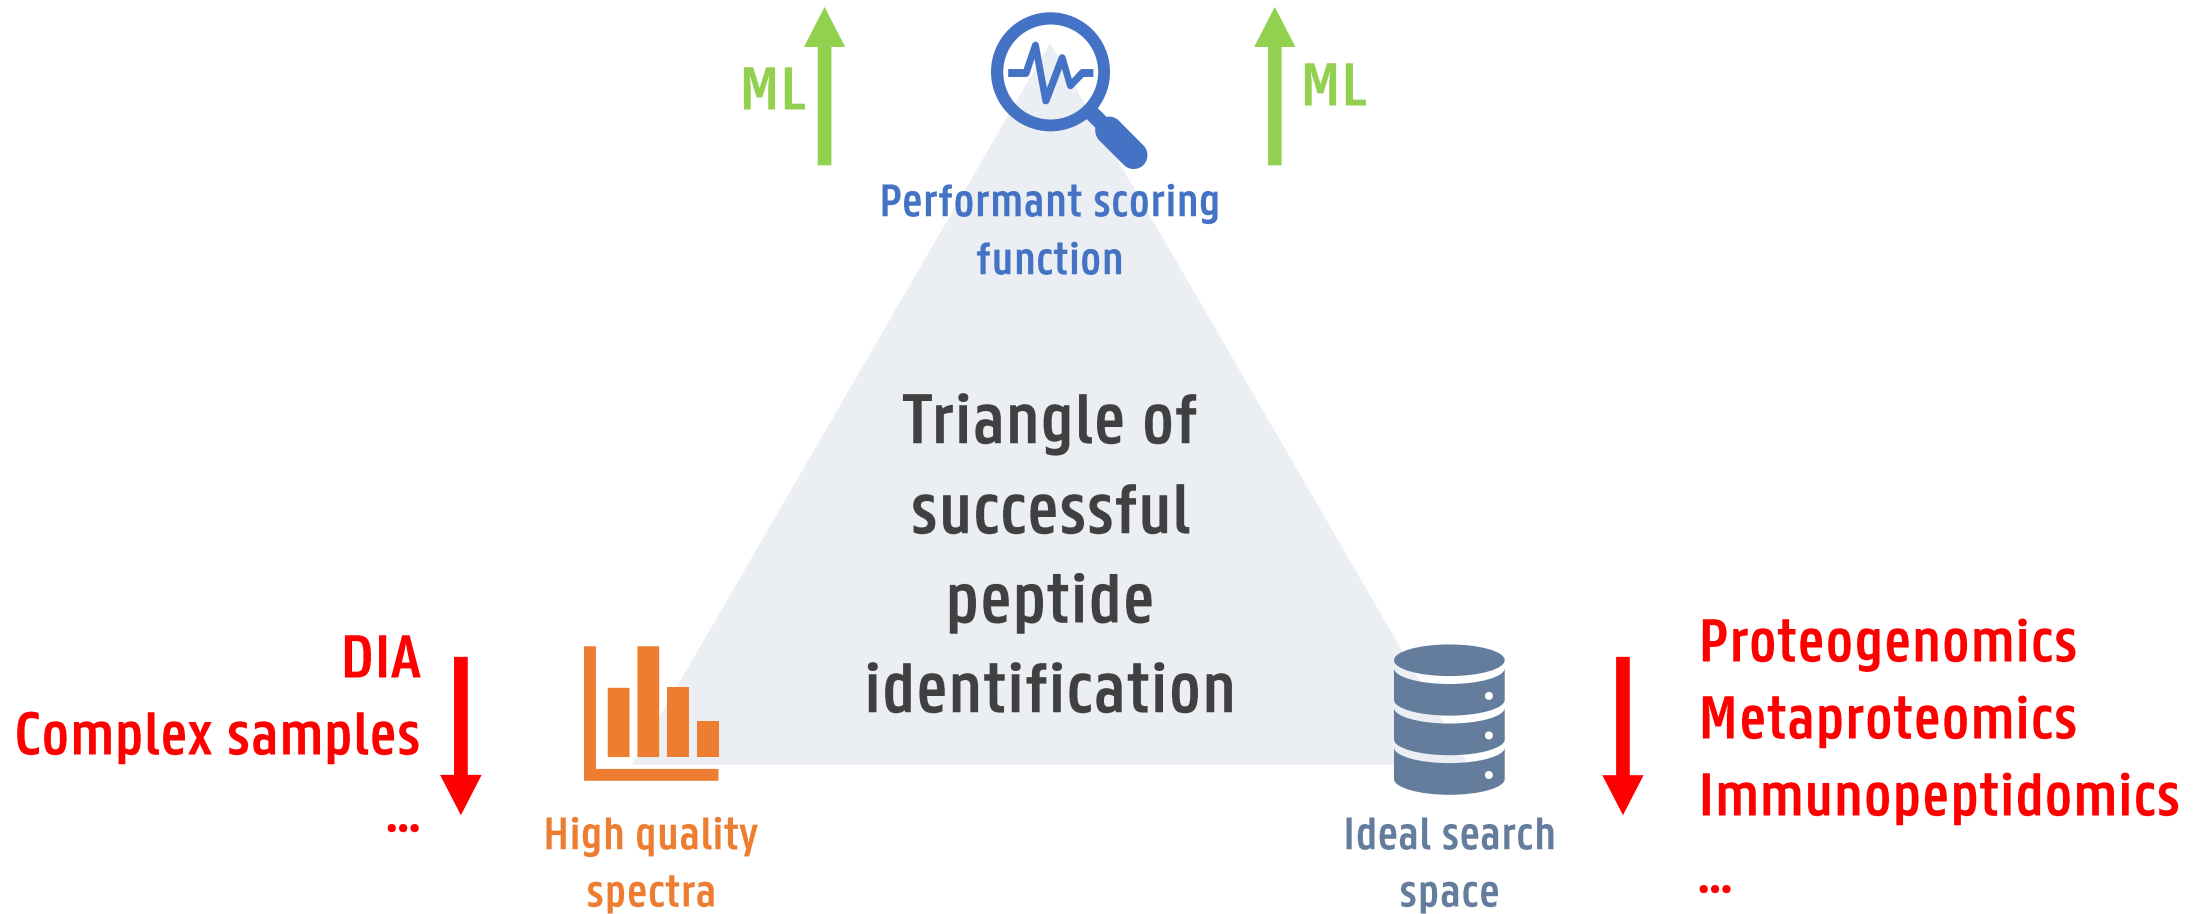 ML
ML
Performant scoring
function
Triangle of
successful
peptide
identification
DIA
Complex samples
...
High quality
spectra
Ideal search
space
Proteogenomics
Metaproteomics
Immunopeptidomics
...